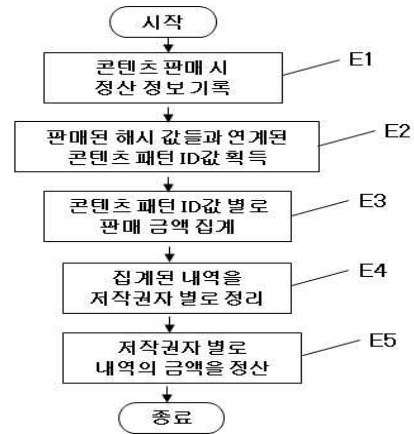 시작
콘텐츠 판매 시
정산 정보 기록
E1
판매된 해시 값들과 연계된
콘텐츠 패턴 ID값 획득
E2
콘텐츠 패턴 ID값 별로
판매 금액 집계
E3
집계된 내역을
저작권자 별로 정리
E4
저작권자 별로
내역의 금액을 정산
E5
종료